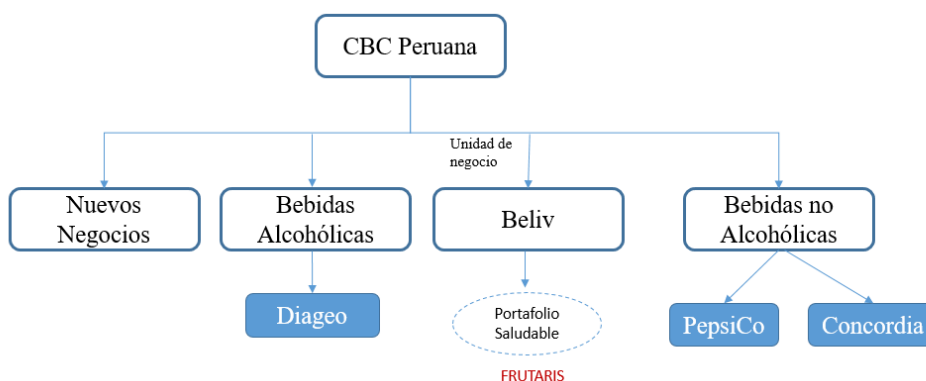 CBC Peruana
Unidad de
negocio
Nuevos
Negocios
Bebidas
Alcohólicas
Beliv
Bebidas no
Alcohólicas
Diageo
Portafolio
Saludable
PepsiCo
Concordia
FRUTARIS